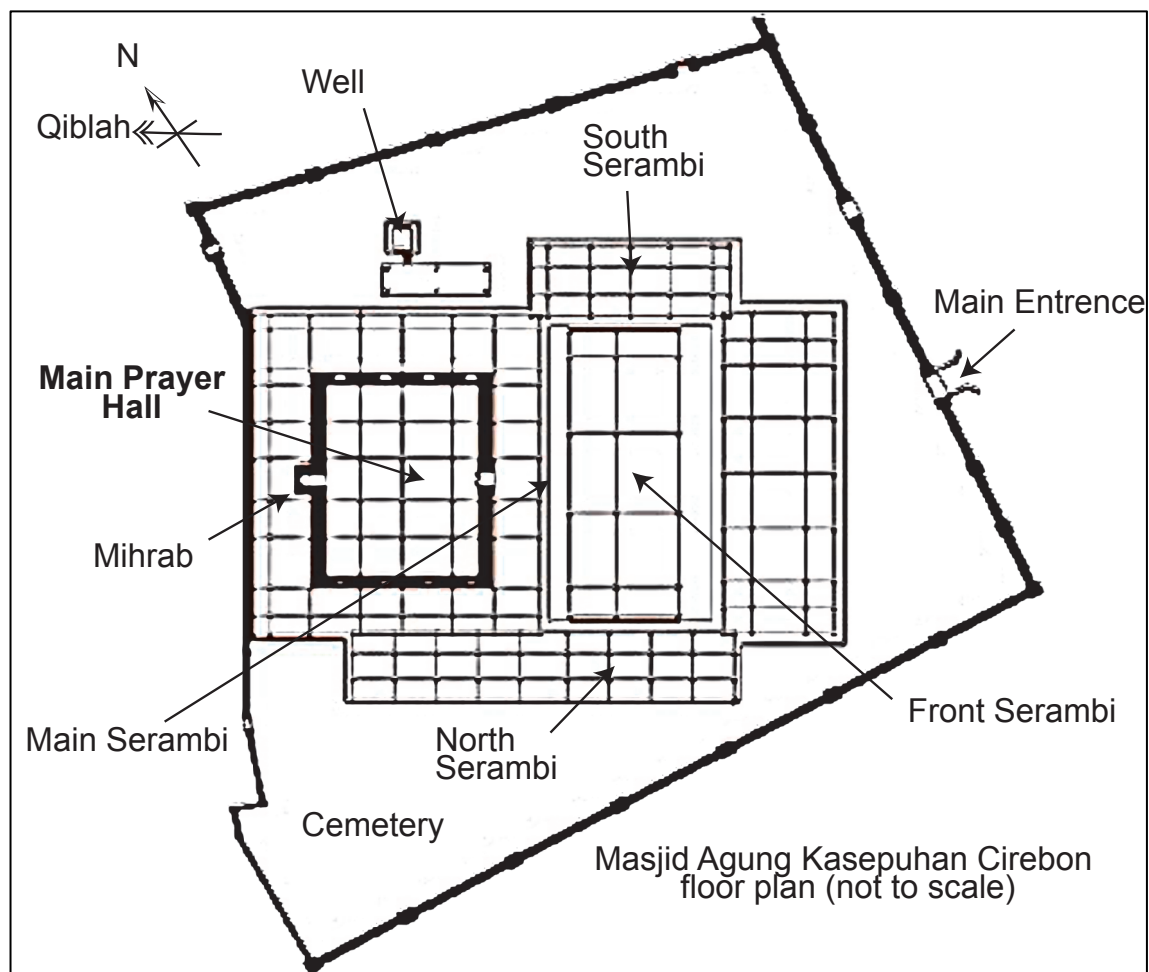 N
Well
Qiblah
South
Serambi
Main Entrence
Main Prayer
Hall
Mihrab
Main Serambi
North
Serambi
Front Serambi
Cemetery
Masjid Agung Kasepuhan Cirebon
floor plan (not to scale)